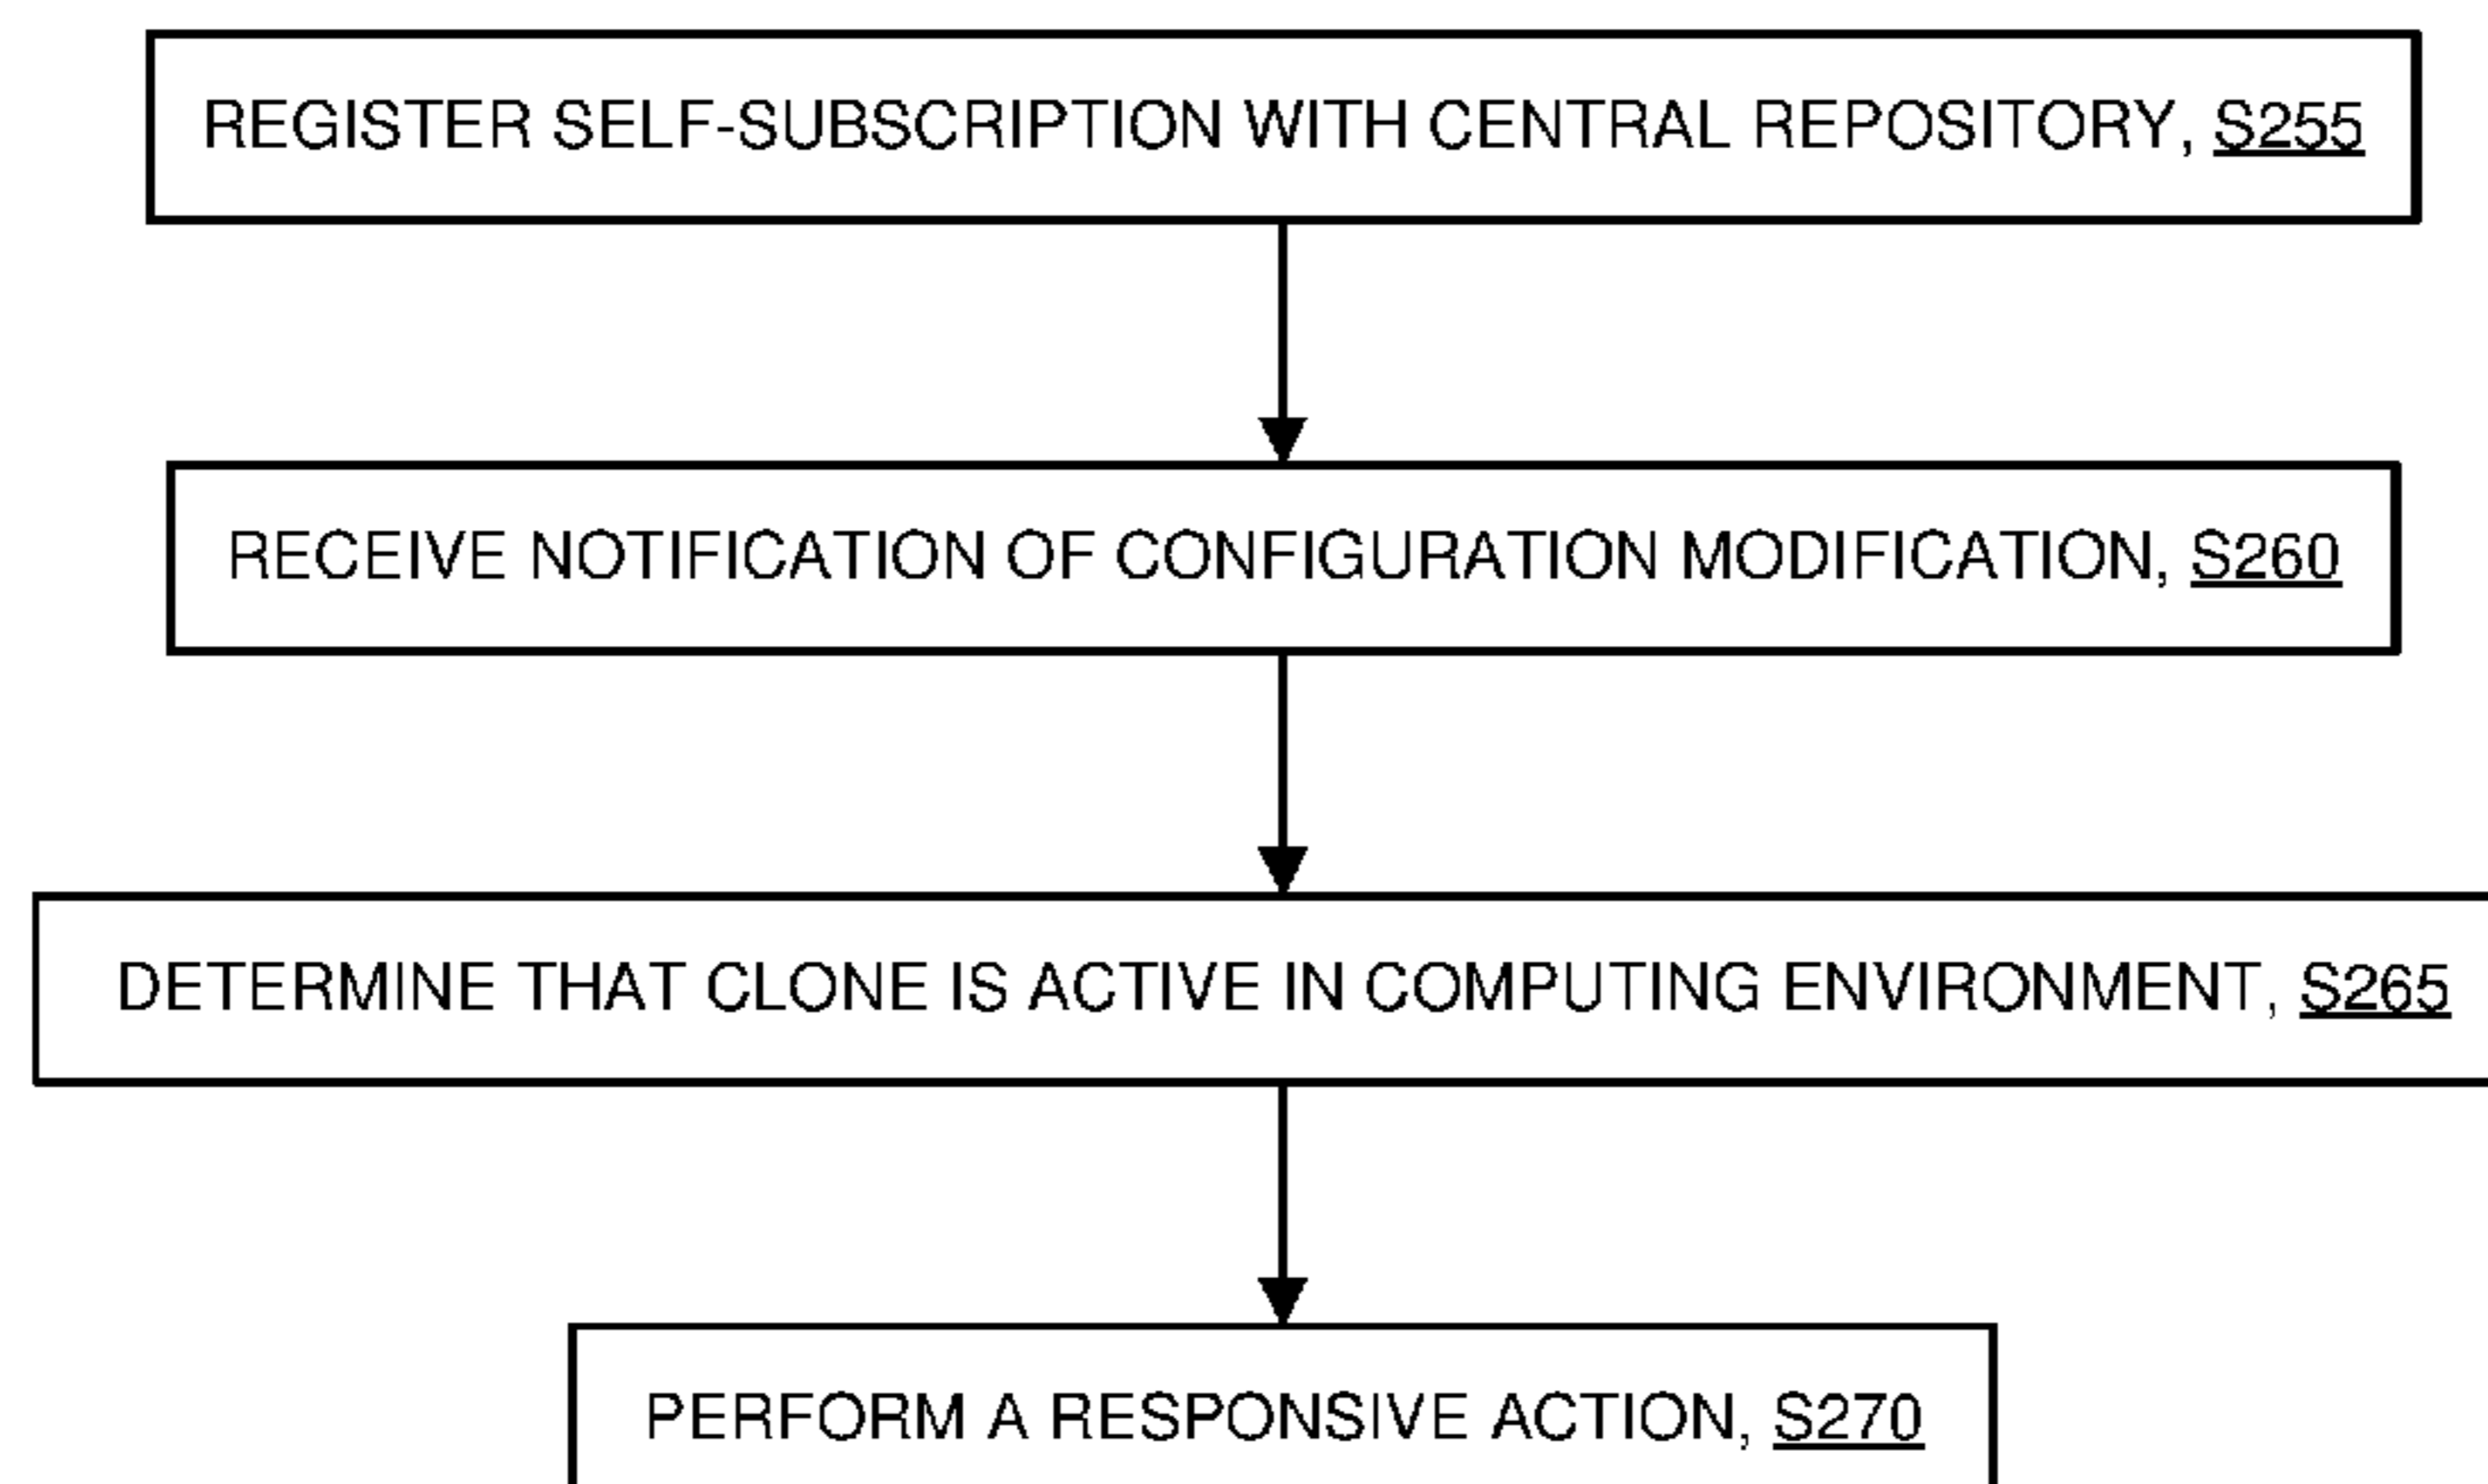 REGISTER SELF-SUBSCRIPTION WITH CENTRAL REPOSITORY, S255
RECEIVE NOTIFICATION OF CONFIGURATION MODIFICATION, S260
DETERMINE THAT CLONE IS ACTIVE IN COMPUTING ENVIRONMENT, S265
PERFORM A RESPONSIVE ACTION, S270